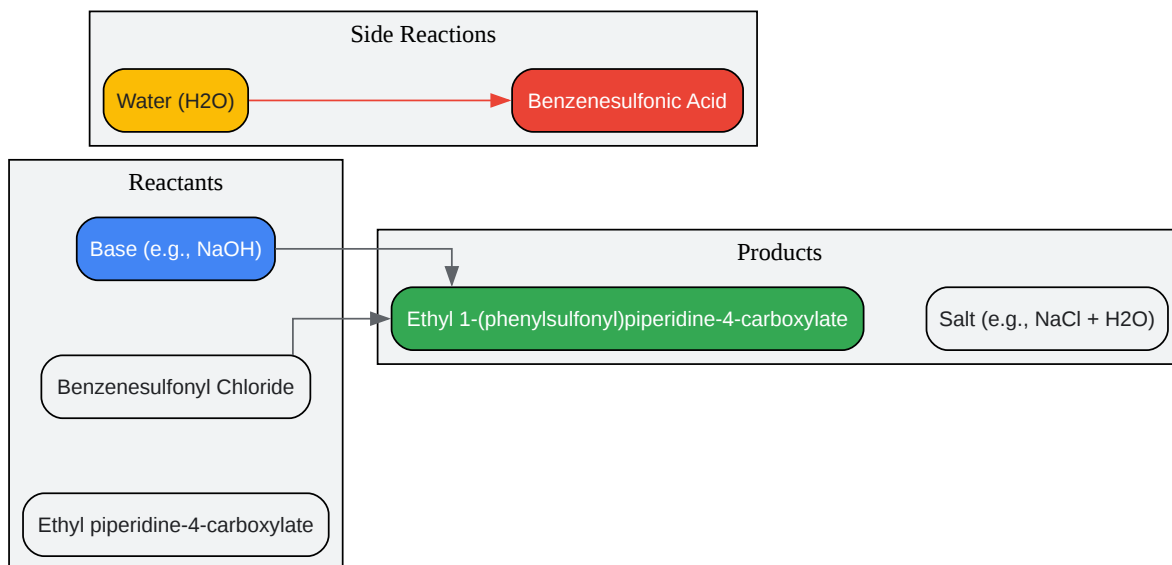 Side Reactions
Water (H2O)
Benzenesulfonic Acid
Reactants
Base (e.g., NaOH)
Benzenesulfonyl Chloride
Ethyl piperidine-4-carboxylate
Products
Ethyl 1-(phenylsulfonyl)piperidine-4-carboxylate
Salt (e.g., NaCl + H2O)